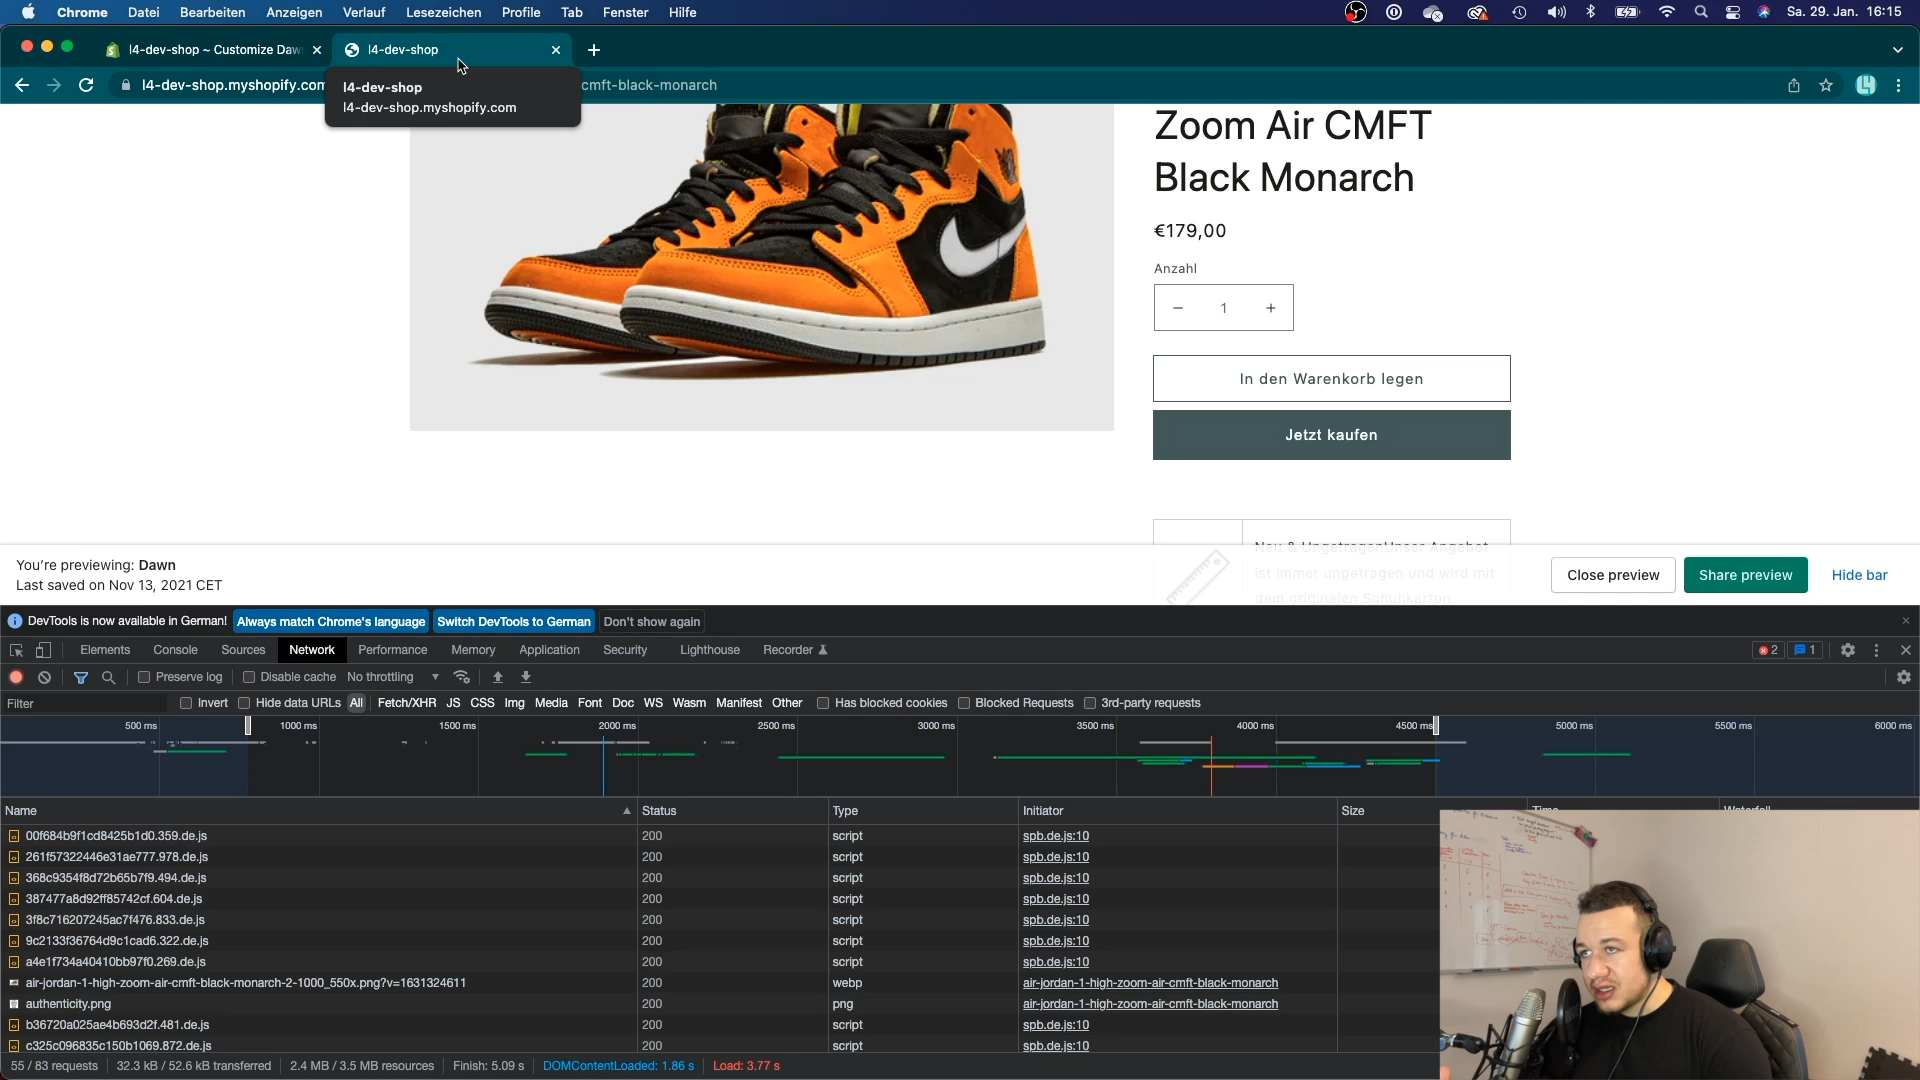 Chrome Datei Bearbeiten Anzeigen Verlauf Lesezeichen Profile Tab Fenster Hilfe
Sa. 29. Jan. 16:15
l4-dev-shop ~ Customize Daw
l4-dev-shop
l4-dev-shop.myshopify.com
cmft-black-monarch
l4-dev-shop
l4-dev-shop.myshopify.com
Zoom Air CMFT
Black Monarch
€179,00
Anzahl
− 1 +
In den Warenkorb legen
Jetzt kaufen
Neu & UngetragenUnser Angebot
ist immer ungetragen und wird mit
dem originalen Schuhkarton
You're previewing: Dawn
Last saved on Nov 13, 2021 CET
Close preview
Share preview
Hide bar
DevTools is now available in German! Always match Chrome's language Switch DevTools to German Don't show again
Elements Console Sources Network Performance Memory Application Security Lighthouse Recorder
2 1
Preserve log Disable cache No throttling
Filter Invert Hide data URLs All Fetch/XHR JS CSS Img Media Font Doc WS Wasm Manifest Other Has blocked cookies Blocked Requests 3rd-party requests
500 ms 1000 ms 1500 ms 2000 ms 2500 ms 3000 ms 3500 ms 4000 ms 4500 ms 5000 ms 5500 ms 6000 ms
Name Status Type Initiator Size Time Waterfall
00f684b9f1cd8425b1d0.359.de.js 200 script spb.de.js:10
261f57322446e31ae777.978.de.js 200 script spb.de.js:10
368c9354f8d72b65b7f9.494.de.js 200 script spb.de.js:10
387477a8d92ff85742cf.604.de.js 200 script spb.de.js:10
3f8c716207245ac7f476.833.de.js 200 script spb.de.js:10
9c2133f36764d9c1cad6.322.de.js 200 script spb.de.js:10
a4e1f734a40410bb97f0.269.de.js 200 script spb.de.js:10
air-jordan-1-high-zoom-air-cmft-black-monarch-2-1000_550x.png?v=1631324611 200 webp air-jordan-1-high-zoom-air-cmft-black-monarch
authenticity.png 200 png air-jordan-1-high-zoom-air-cmft-black-monarch
b36720a025ae4b693d2f.481.de.js 200 script spb.de.js:10
c325c096835c150b1069.872.de.js 200 script spb.de.js:10
55 / 83 requests 32.3 kB / 52.6 kB transferred 2.4 MB / 3.5 MB resources Finish: 5.09 s DOMContentLoaded: 1.86 s Load: 3.77 s